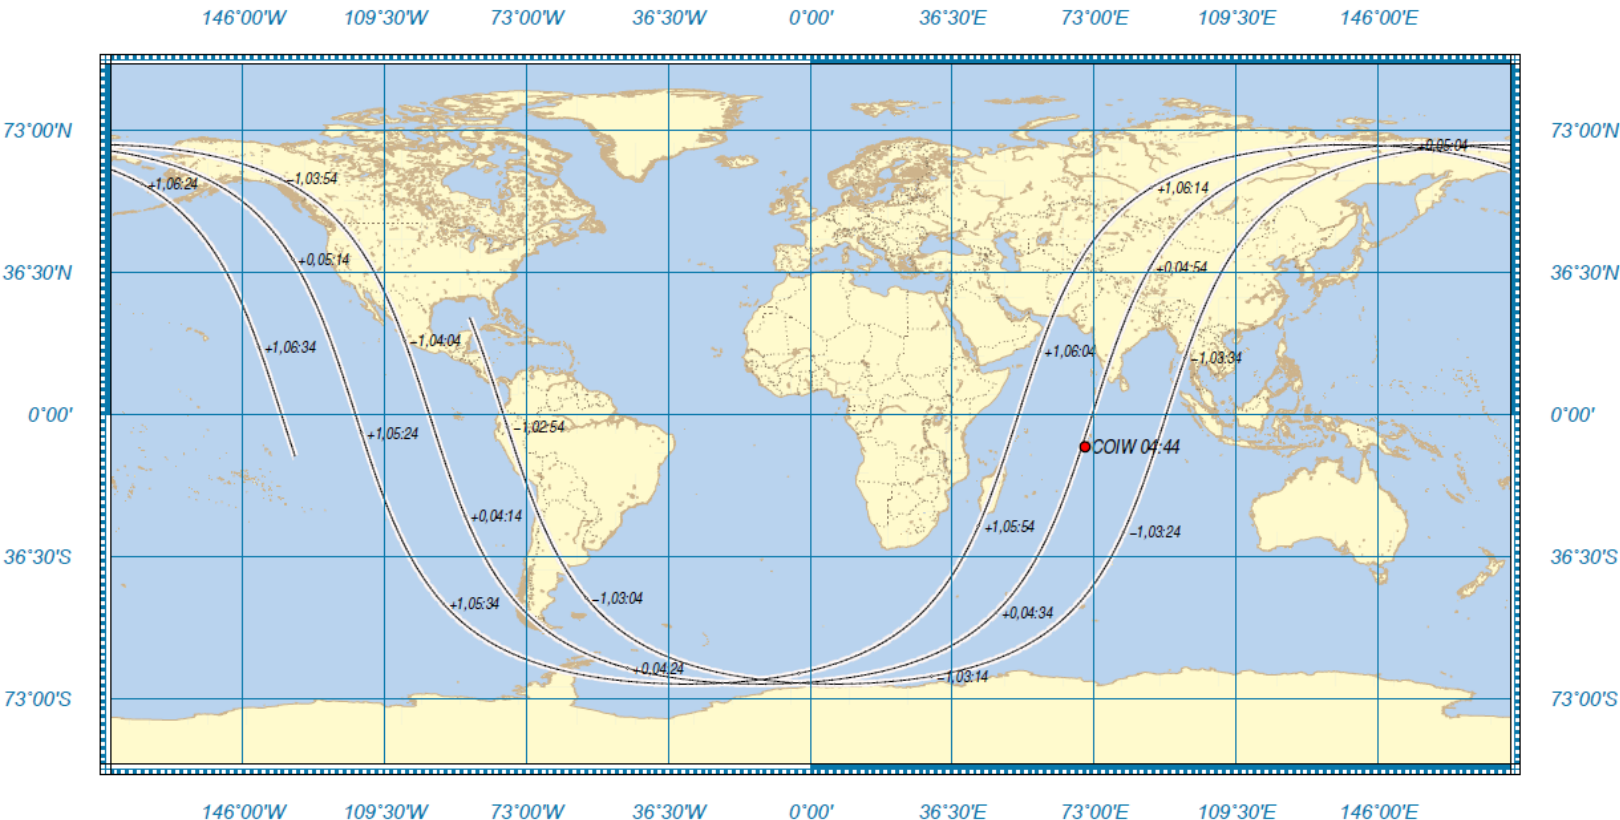 146°00'W 109°30'W 73°00'W 36°30'W 0°00' 36°30'E 73°00'E 109°30'E 146°00'E
73°00'N 73°00'N
+0,05:04
+1,06:24 −1,03:54 +1,06:14
36°30'N +0,05:14 +0,04:54 36°30'N
+1,06:34 −1,04:04 +1,06:04 −1,03:34
0°00' 0°00'
+1,05:24 −1,02:54
COIW 04:44
+0,04:14 +1,05:54 −1,03:24
36°30'S 36°30'S
+1,05:34 −1,03:04 +0,04:34
+0,04:24 −1,03:14
73°00'S 73°00'S
146°00'W 109°30'W 73°00'W 36°30'W 0°00' 36°30'E 73°00'E 109°30'E 146°00'E